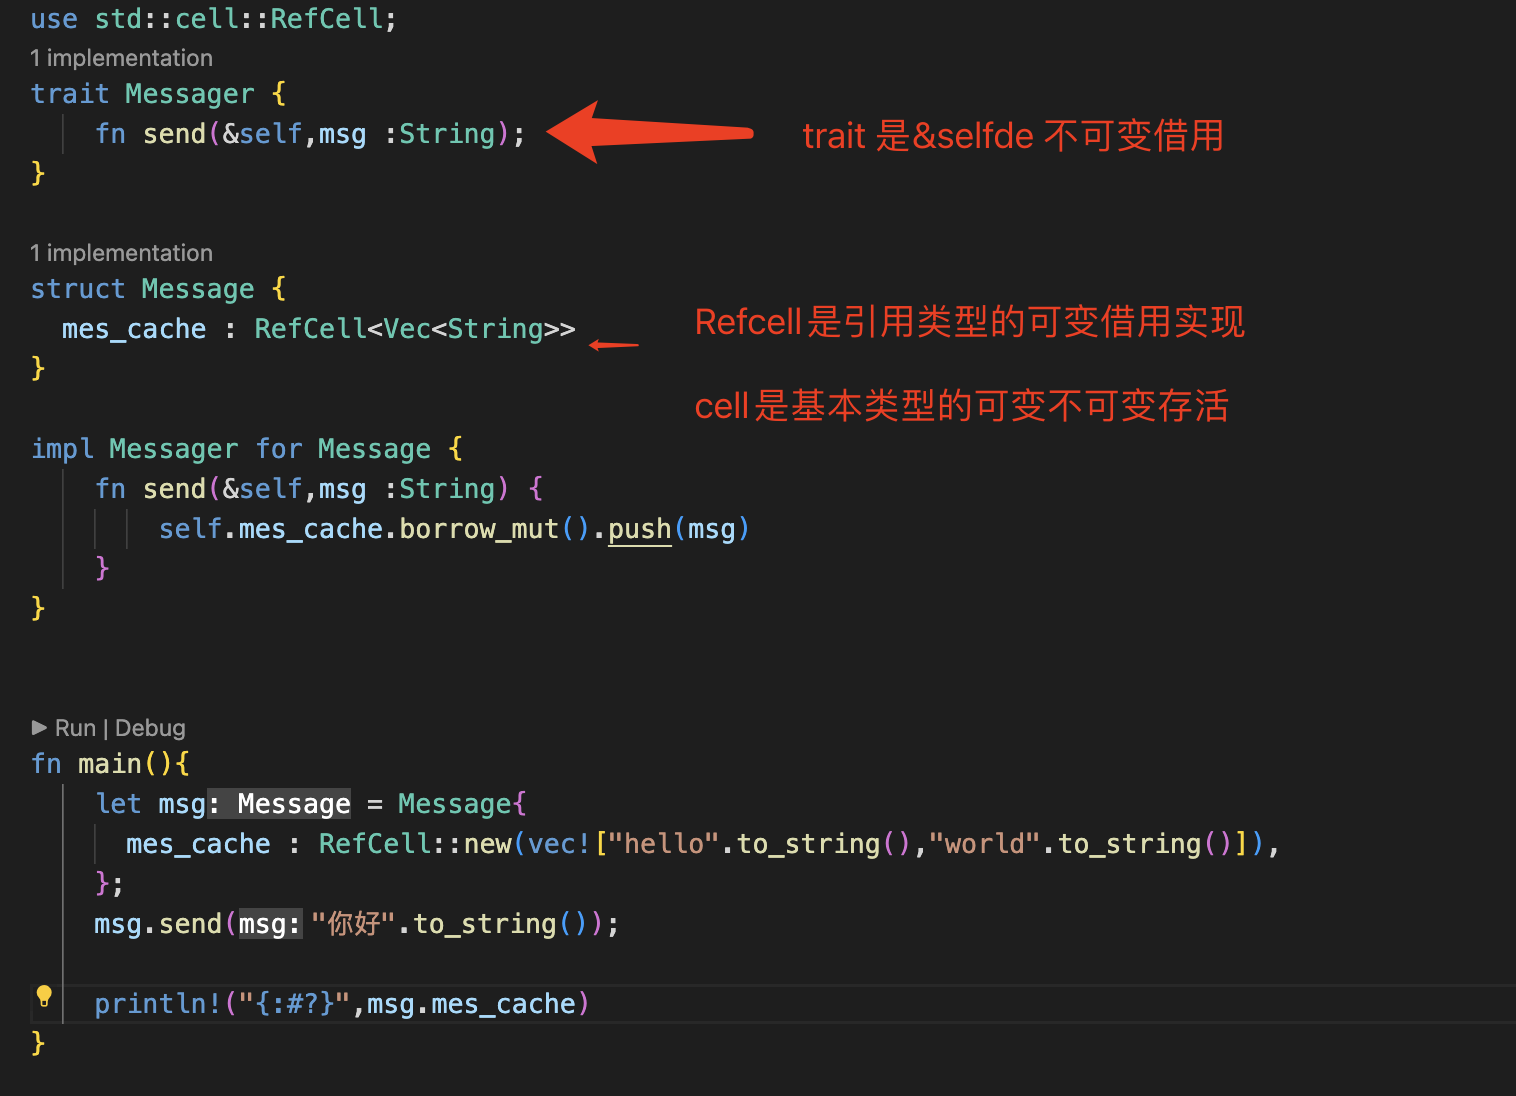 use std::cell::RefCell;
1 implementation
trait Messager {
fn send(&self,msg :String);
trait 是&selfde 不可变借用
}
1 implementation
struct Message {
mes_cache : RefCell<Vec<String>>
Refcell是引用类型的可变借用实现
}
cell是基本类型的可变不可变存活
impl Messager for Message {
fn send(&self,msg :String) {
self.mes_cache.borrow_mut().push(msg)
}
}
Run | Debug
fn main(){
let msg: Message = Message{
mes_cache : RefCell::new(vec!["hello".to_string(),"world".to_string()]),
};
msg.send(msg: "你好".to_string());
println!("{:#?}",msg.mes_cache)
}